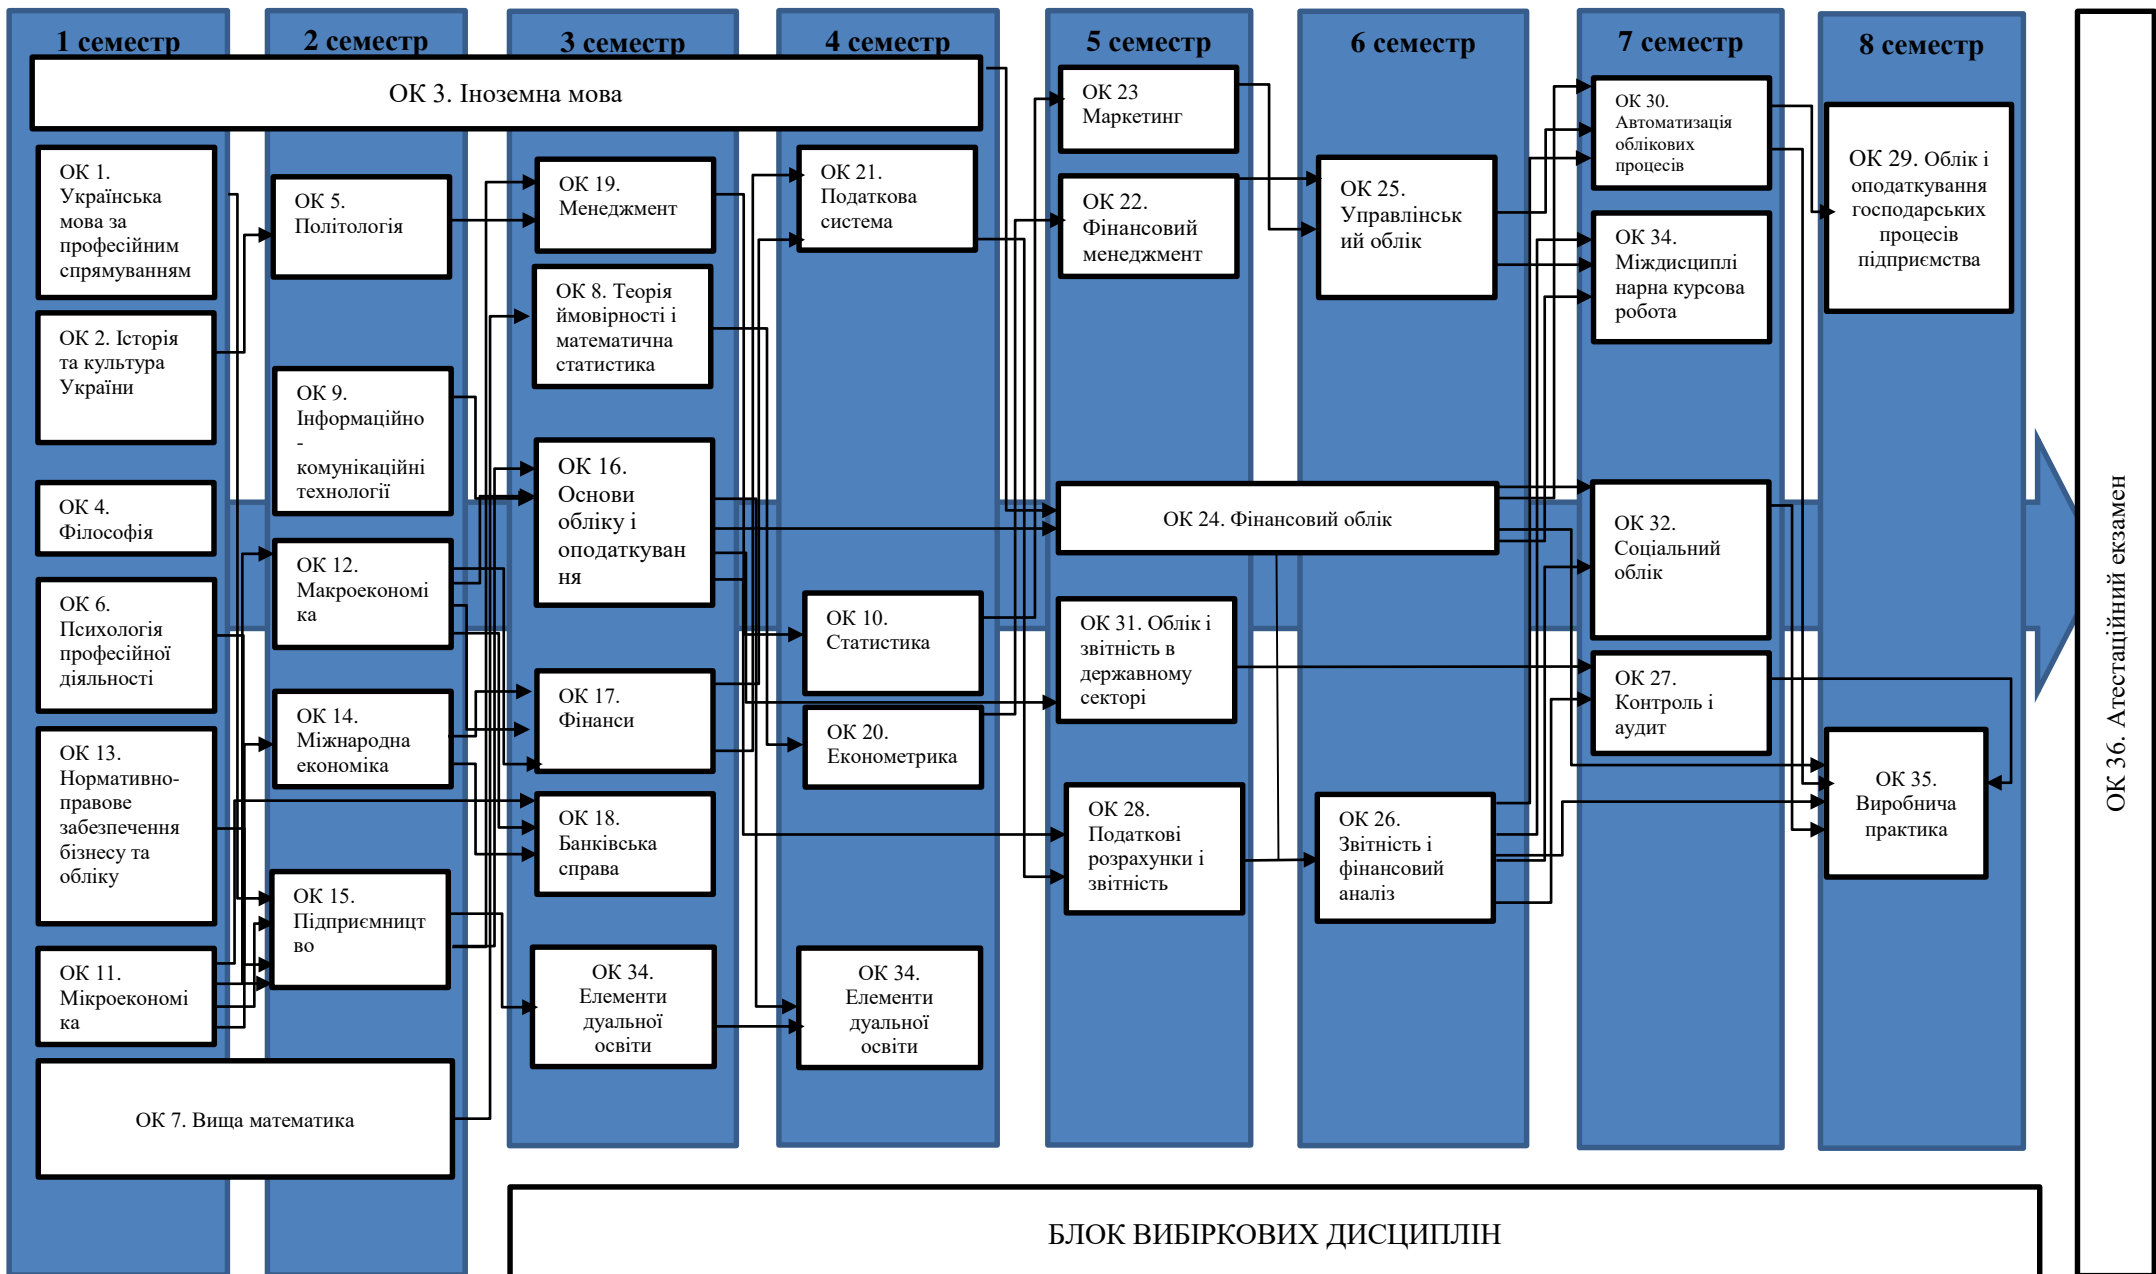 1 семестр
2 семестр
3 семестр
4 семестр
5 семестр
6 семестр
7 семестр
8 семестр
ОК 3. Іноземна мова
ОК 1.
Українська
мова за
професійним
спрямуванням
ОК 2. Історія
та культура
України
ОК 4.
Філософія
ОК 6.
Психологія
професійної
діяльності
ОК 13.
Нормативно-
правове
забезпечення
бізнесу та
обліку
ОК 11.
Мікроекономі
ка
ОК 7. Вища математика
ОК 5.
Політологія
ОК 9.
Інформаційно
-
комунікаційні
технології
ОК 12.
Макроекономі
ка
ОК 14.
Міжнародна
економіка
ОК 15.
Підприємницт
во
ОК 19.
Менеджмент
ОК 8. Теорія
ймовірності і
математична
статистика
ОК 16.
Основи
обліку і
оподаткуван
ня
ОК 17.
Фінанси
ОК 18.
Банківська
справа
ОК 34.
Елементи
дуальної
освіти
ОК 21.
Податкова
система
ОК 10.
Статистика
ОК 20.
Економетрика
ОК 34.
Елементи
дуальної
освіти
ОК 23
Маркетинг
ОК 22.
Фінансовий
менеджмент
ОК 24. Фінансовий облік
ОК 31. Облік і
звітність в
державному
секторі
ОК 28.
Податкові
розрахунки і
звітність
ОК 25.
Управлінськ
ий облік
ОК 26.
Звітність і
фінансовий
аналіз
ОК 30.
Автоматизація
облікових
процесів
ОК 34.
Міждисциплі
нарна курсова
робота
ОК 32.
Соціальний
облік
ОК 27.
Контроль і
аудит
ОК 29. Облік і
оподаткування
господарських
процесів
підприємства
ОК 35.
Виробнича
практика
ОК 36. Атестаційний екзамен
БЛОК ВИБІРКОВИХ ДИСЦИПЛІН